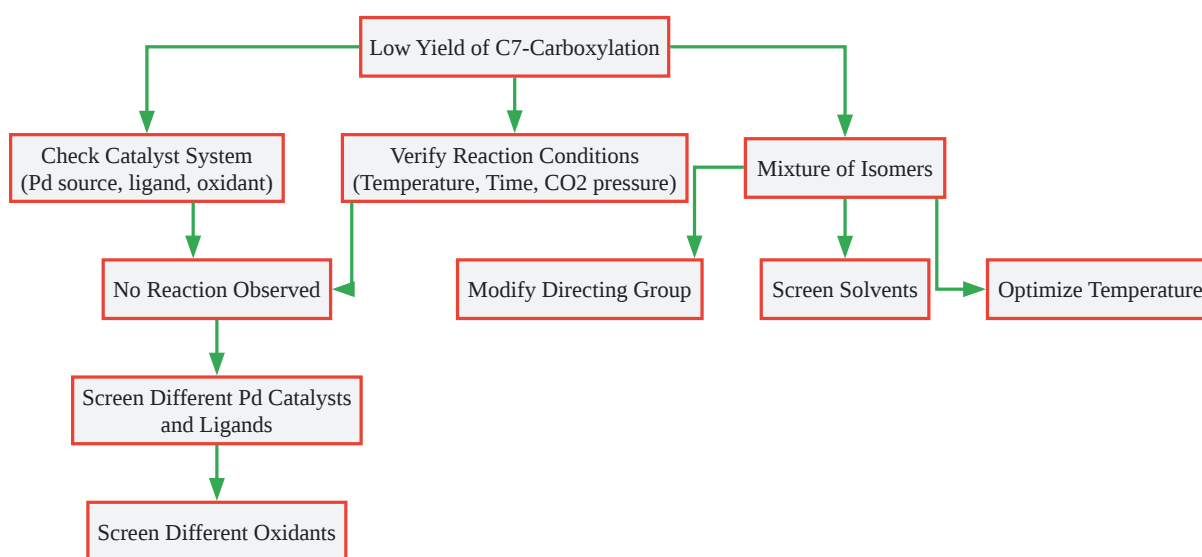 Low Yield of C7-Carboxylation
Check Catalyst System
(Pd source, ligand, oxidant)
Verify Reaction Conditions
(Temperature, Time, CO2 pressure)
Mixture of Isomers
No Reaction Observed
Modify Directing Group
Screen Solvents
Optimize Temperature
Screen Different Pd Catalysts
and Ligands
Screen Different Oxidants